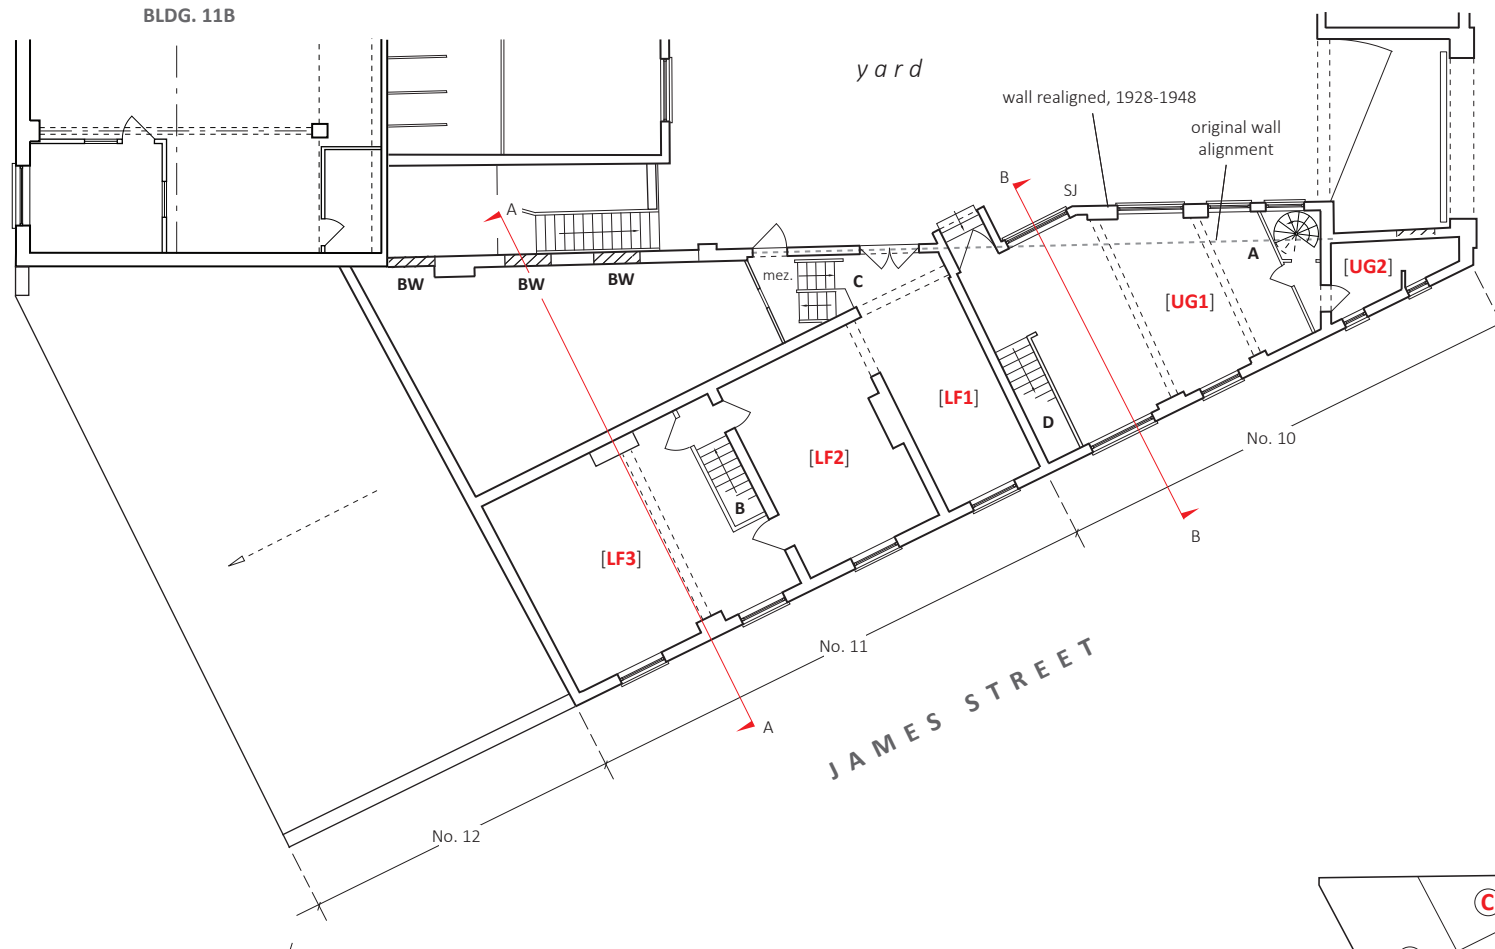 BLDG. 11B
yard
wall realigned, 1928-1948
original wall
alignment
B
SJ
A
A
[UG2]
mez.
C
BW
BW
BW
[UG1]
[LF1]
D
No. 10
[LF2]
B
B
[LF3]
No. 11
JAMES STREET
A
No. 12
C